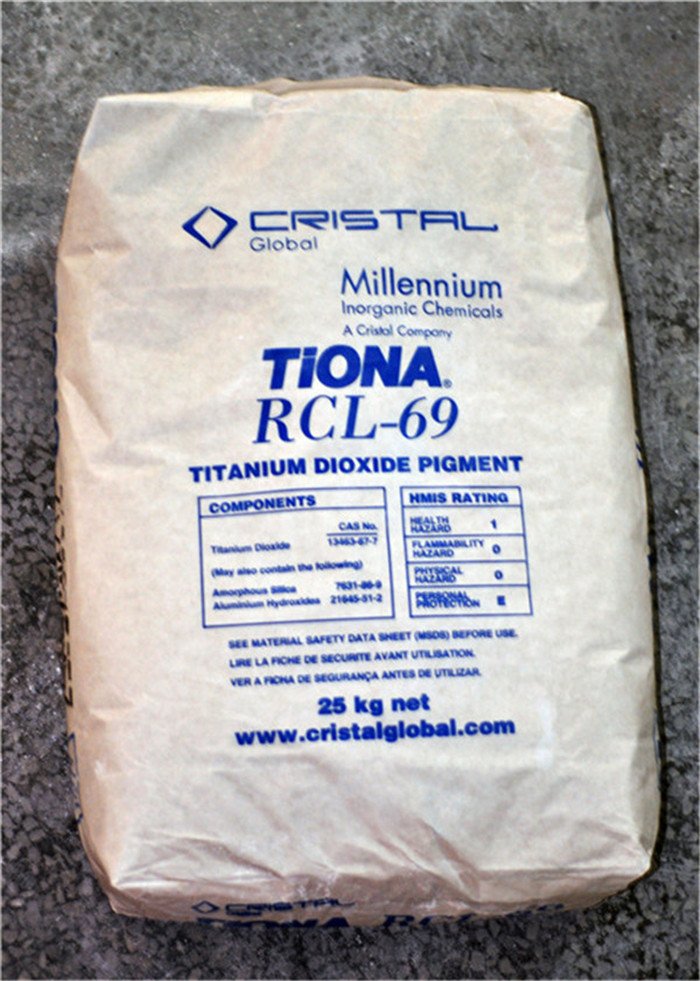 CRISTAL
Global
Millennium
Inorganic Chemicals
A Cristal Company
TiONA®
RCL-69
TITANIUM DIOXIDE PIGMENT
COMPONENTS
CAS No.
Titanium Dioxide 13463-67-7
(May also contain the following)
Amorphous Silica 7631-86-9
Aluminium Hydroxides 21645-51-2
HMIS RATING
HEALTH HAZARD 1
FLAMMABILITY HAZARD 0
PHYSICAL HAZARD 0
PERSONAL PROTECTION E
SEE MATERIAL SAFETY DATA SHEET (MSDS) BEFORE USE.
LIRE LA FICHE DE SECURITE AVANT UTILISATION.
VER A FICHA DE SEGURANÇA ANTES DE UTILIZAR.
25 kg net
www.cristalglobal.com
CRISTAL
TiONA RCL-69